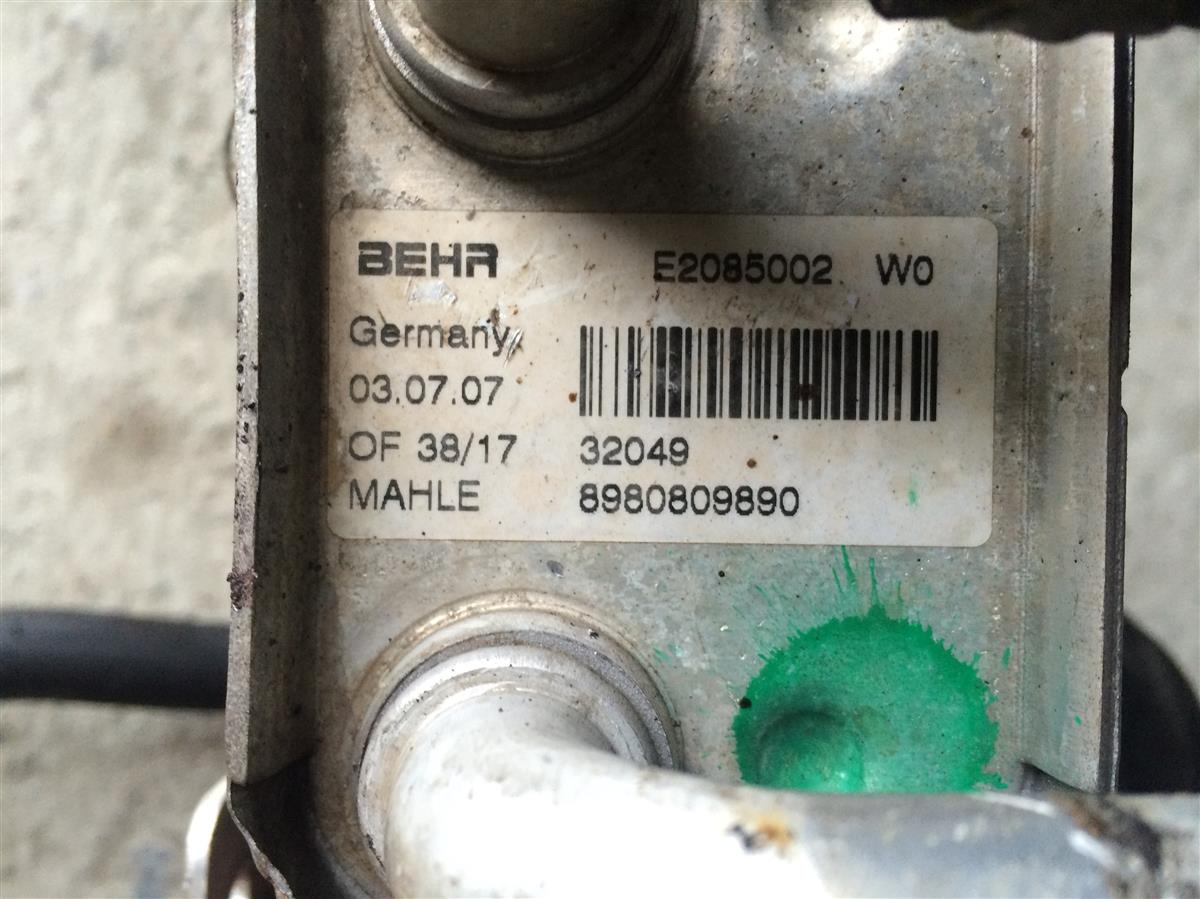 BEHR E2085002 W0
Germany
03.07.07
OF 38/17 32049
MAHLE 8980809890